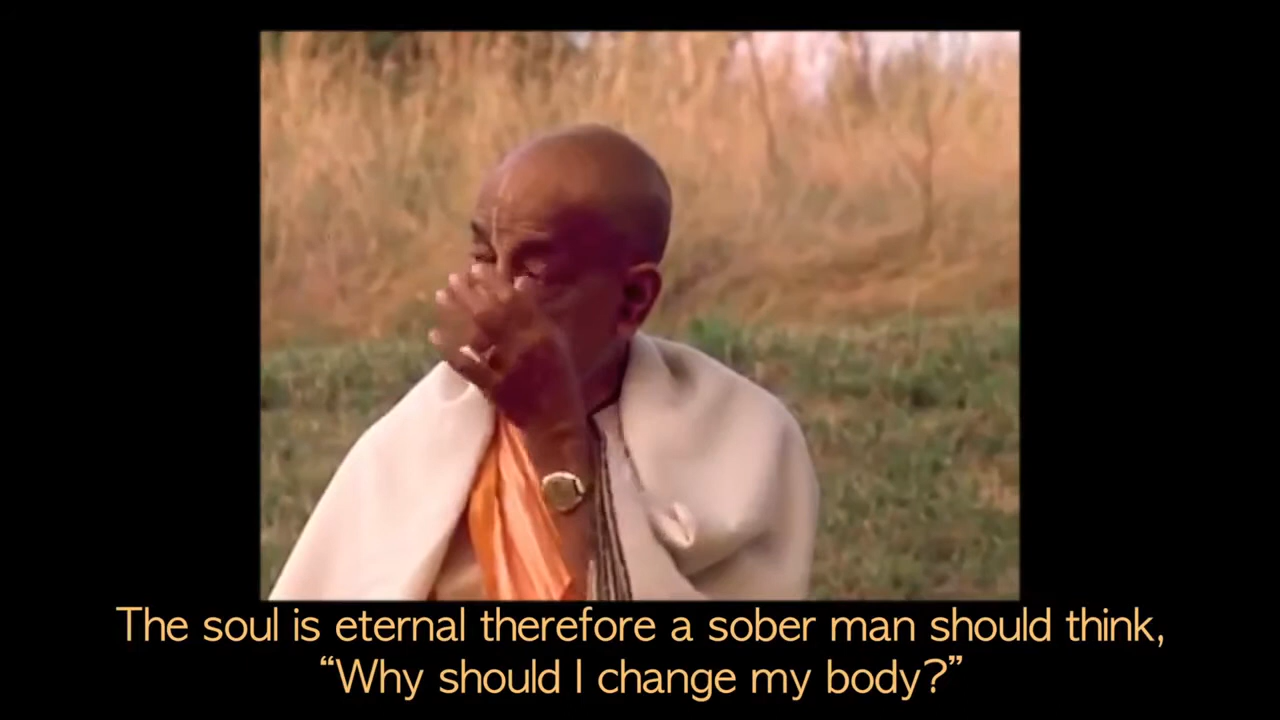 The soul is eternal therefore a sober man should think,
“Why should I change my body?”